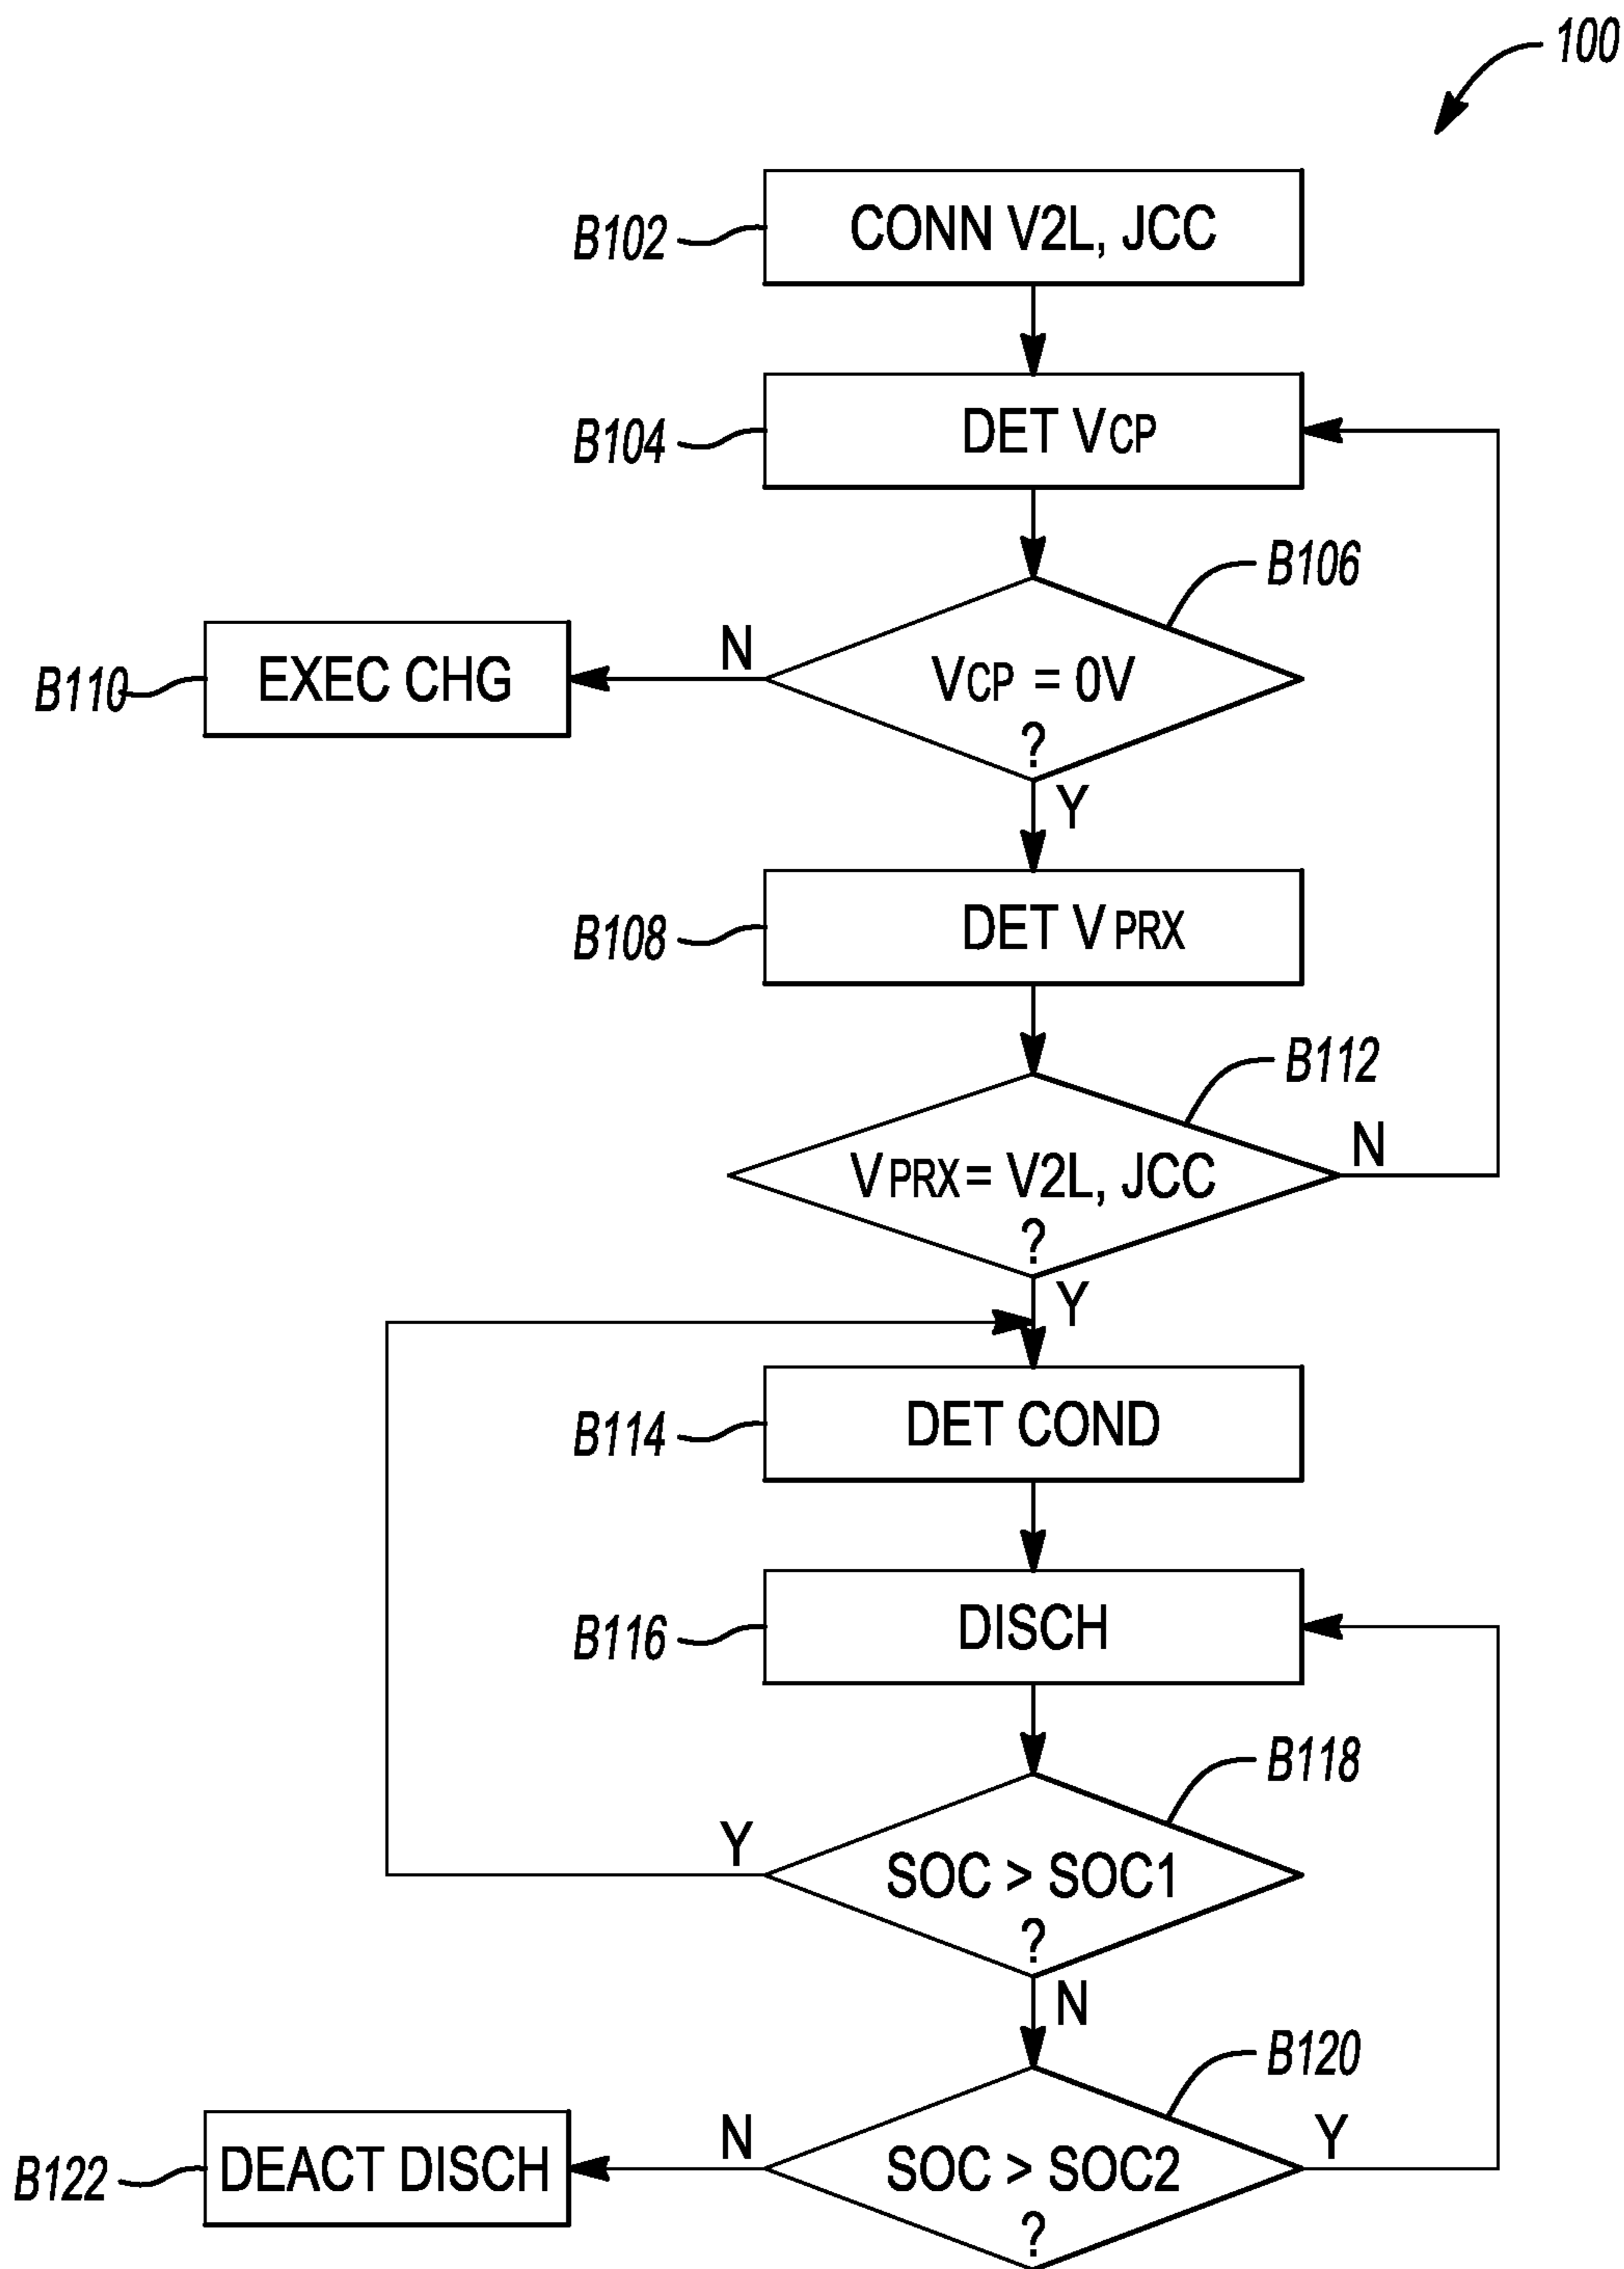 100
B102
CONN V2L, JCC
B104
DET VCP
B106
B110
EXEC CHG
N
VCP = 0V
?
Y
B108
DET VPRX
B112
VPRX = V2L, JCC
?
N
Y
B114
DET COND
B116
DISCH
B118
Y
SOC > SOC1
?
N
B120
B122
DEACT DISCH
N
SOC > SOC2
?
Y